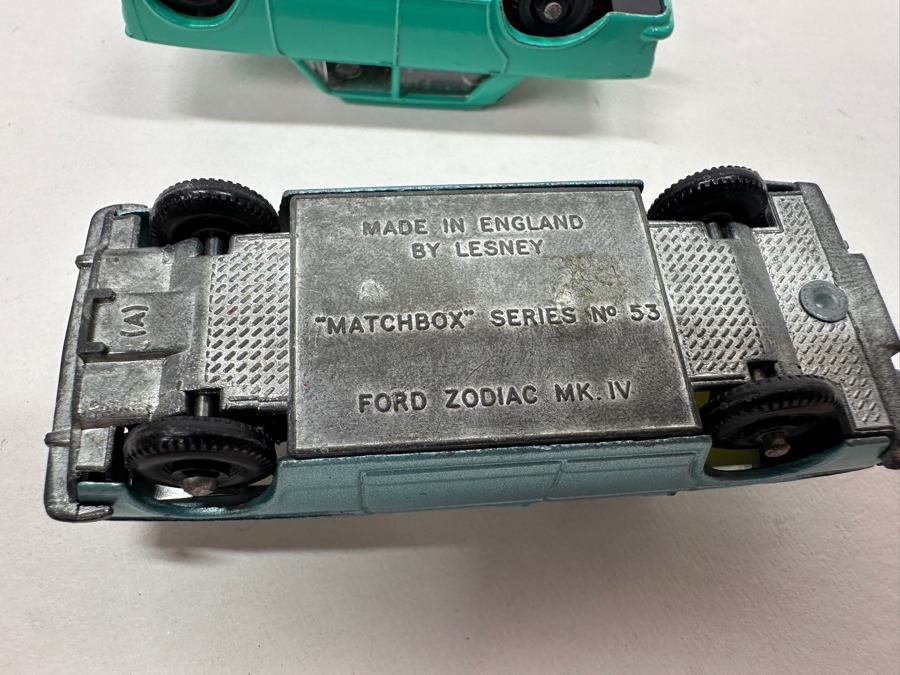 MADE IN ENGLAND
BY LESNEY
"MATCHBOX" SERIES Nº 53
FORD ZODIAC MK. IV
(A)